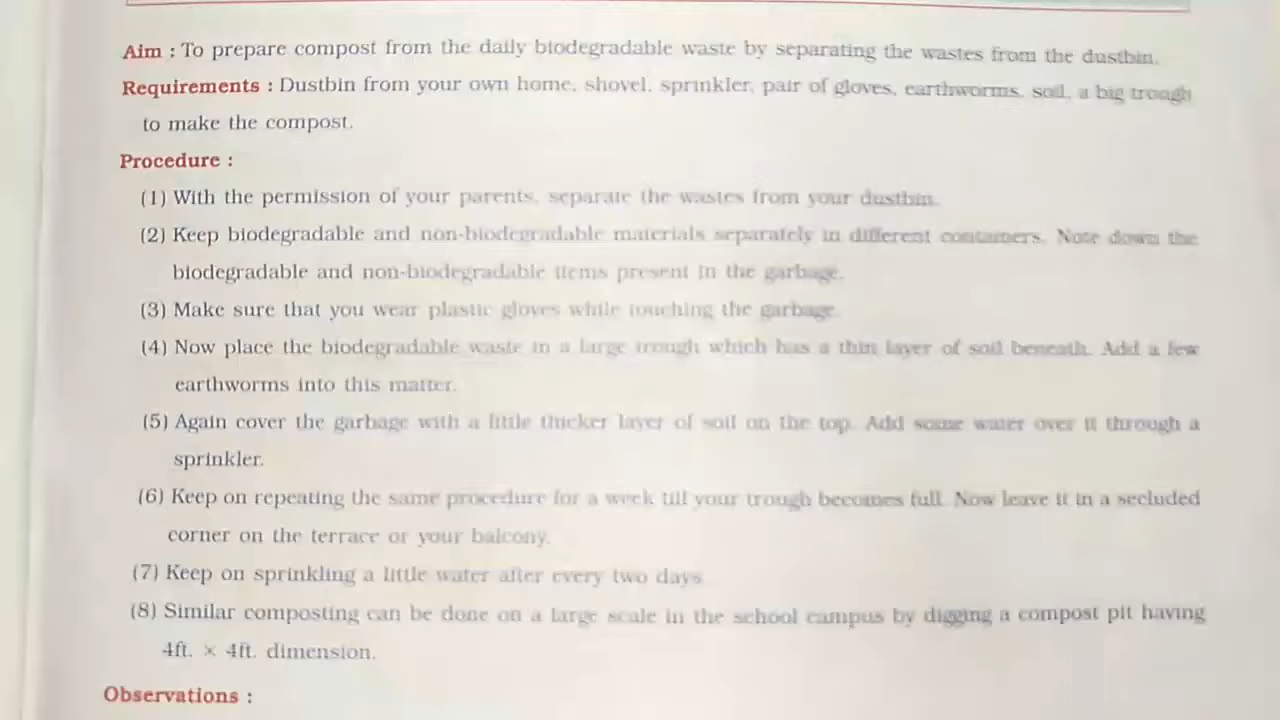 Aim : To prepare compost from the daily biodegradable waste by separating the wastes from the dustbin.
Requirements : Dustbin from your own home, shovel, sprinkler, pair of gloves, earthworms, soil, a big trough
to make the compost.
Procedure :
(1) With the permission of your parents, separate the wastes from your dustbin.
(2) Keep biodegradable and non-biodegradable materials separately in different containers. Note down the
biodegradable and non-biodegradable items present in the garbage.
(3) Make sure that you wear plastic gloves while touching the garbage.
(4) Now place the biodegradable waste in a large trough which has a thin layer of soil beneath. Add a few
earthworms into this matter.
(5) Again cover the garbage with a little thicker layer of soil on the top. Add some water over it through a
sprinkler.
(6) Keep on repeating the same procedure for a week till your trough becomes full. Now leave it in a secluded
corner on the terrace or your balcony.
(7) Keep on sprinkling a little water after every two days.
(8) Similar composting can be done on a large scale in the school campus by digging a compost pit having
4ft. × 4ft. dimension.
Observations :